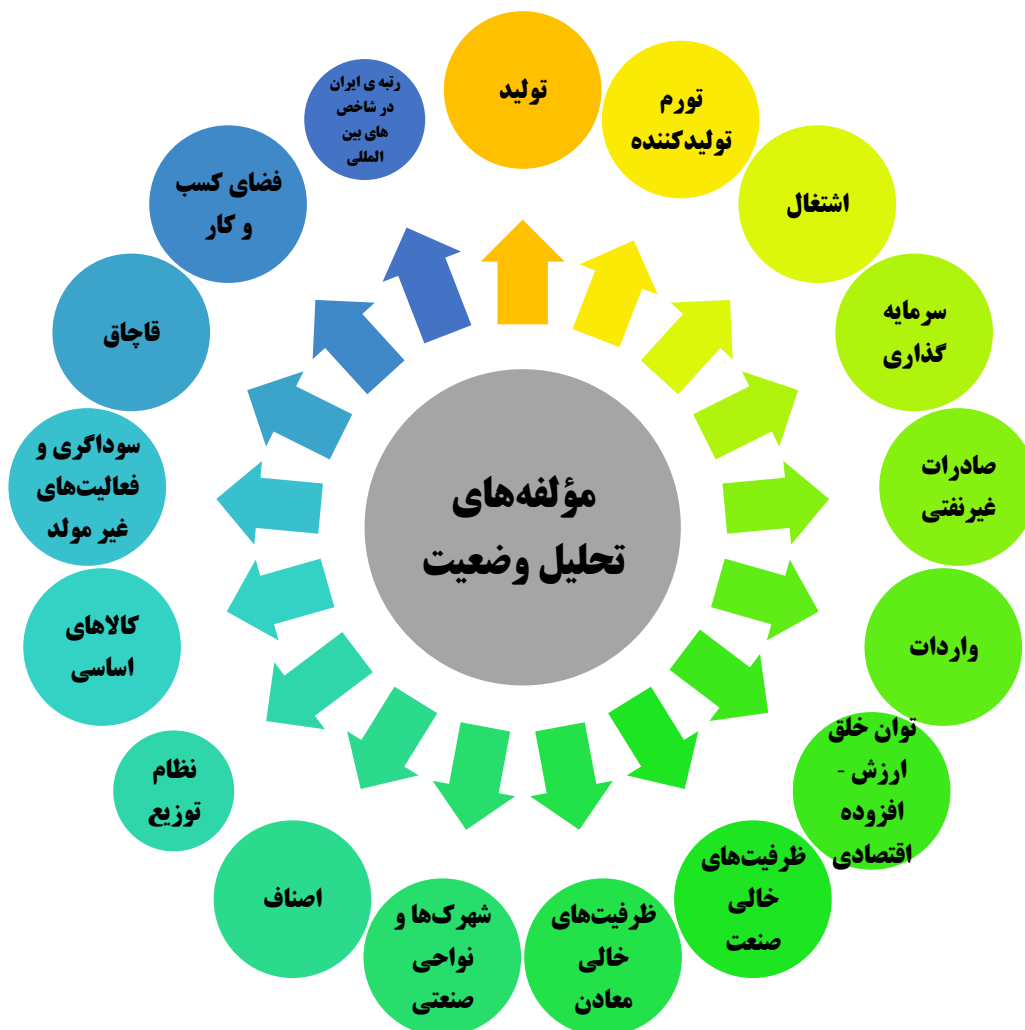 مؤلفه‌های
تحلیل وضعیت
تولید
تورم
تولیدکننده
اشتغال
سرمایه
گذاری
صادرات
غیرنفتی
واردات
توان خلق
ارزش -
افزوده
اقتصادی
ظرفیت‌های
خالی
صنعت
ظرفیت‌های
خالی
معادن
شهرک‌ها و
نواحی
صنعتی
اصناف
نظام
توزیع
کالاهای
اساسی
سوداگری و
فعالیت‌های
غیر مولد
قاچاق
فضای کسب
و کار
رتبه ی ایران
در شاخص
های بین
المللی